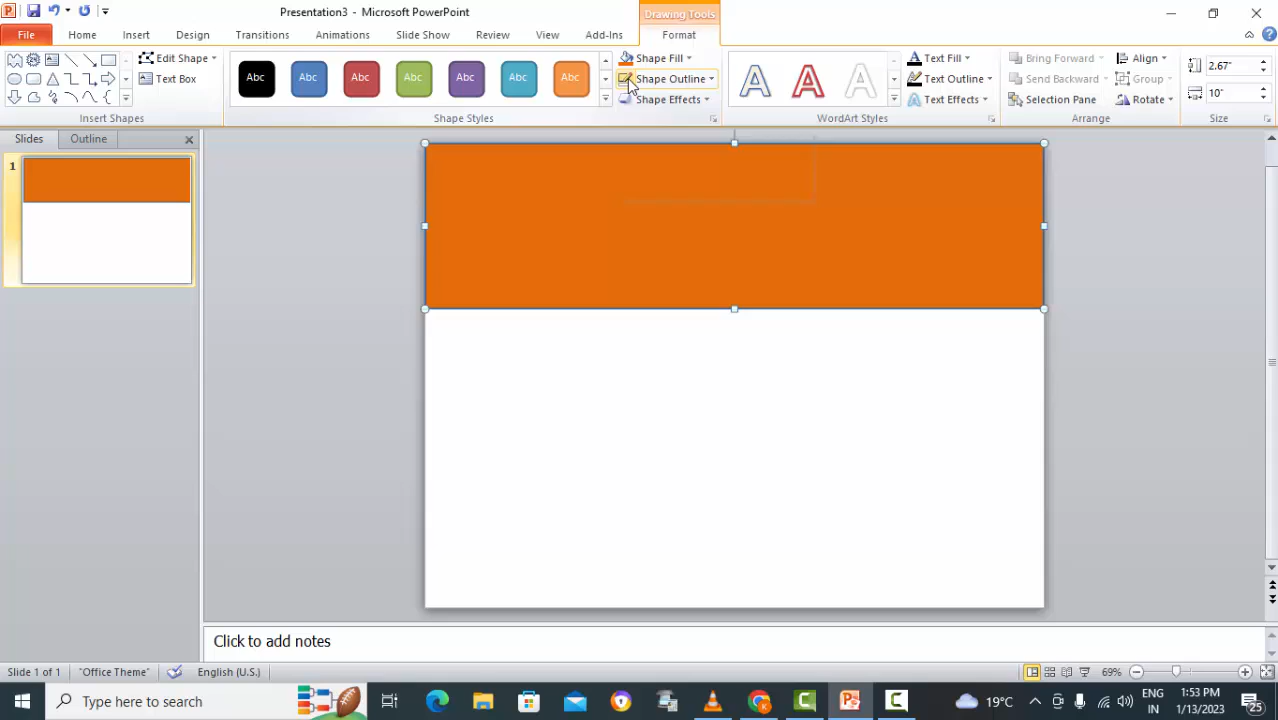 Presentation3 - Microsoft PowerPoint
Drawing Tools
File Home Insert Design Transitions Animations Slide Show Review View Add-Ins Format
Edit Shape
Text Box
Insert Shapes
Abc Abc Abc Abc Abc Abc Abc
Shape Styles
Shape Fill
Shape Outline
Shape Effects
A A A
WordArt Styles
Text Fill
Text Outline
Text Effects
Bring Forward
Send Backward
Selection Pane
Align
Group
Rotate
Arrange
2.67"
10"
Size
Slides Outline
1
Click to add notes
Slide 1 of 1 "Office Theme" English (U.S.) 69%
Type here to search
19°C
ENG
IN
1:53 PM
1/13/2023
25